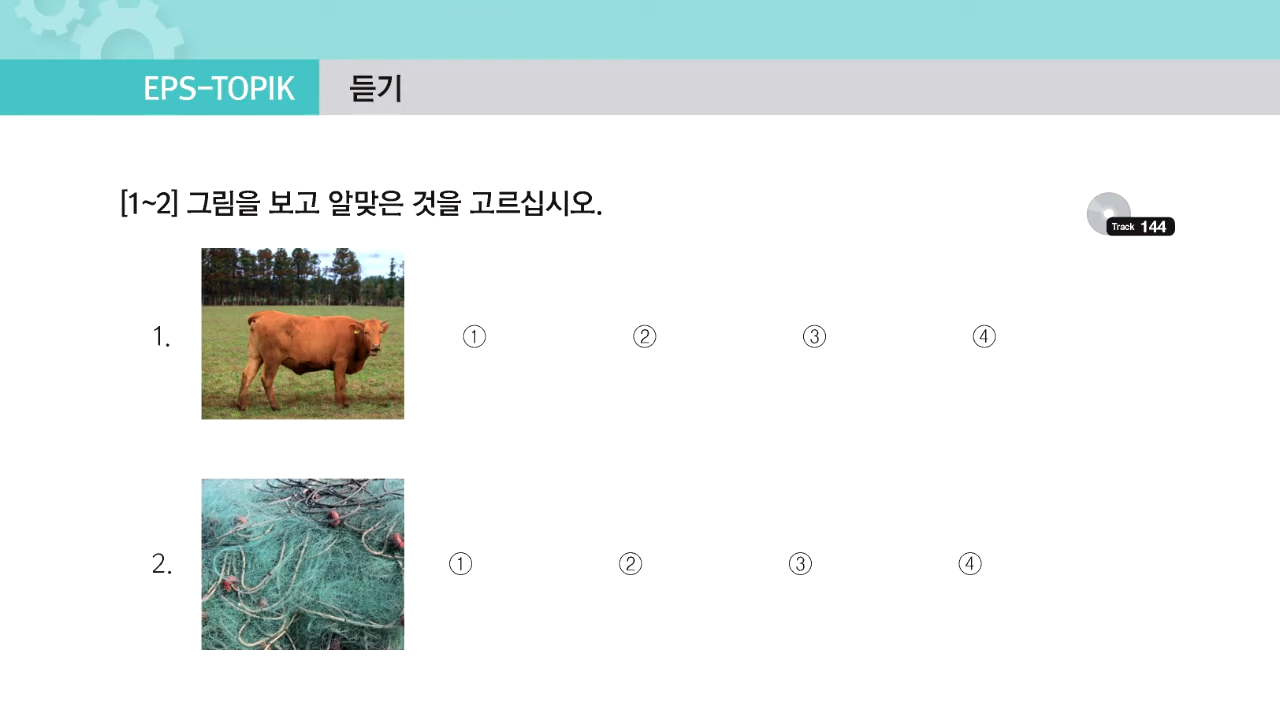 EPS-TOPIK 듣기
[1~2] 그림을 보고 알맞은 것을 고르십시오.
Track 144
1. ① ② ③ ④
2. ① ② ③ ④